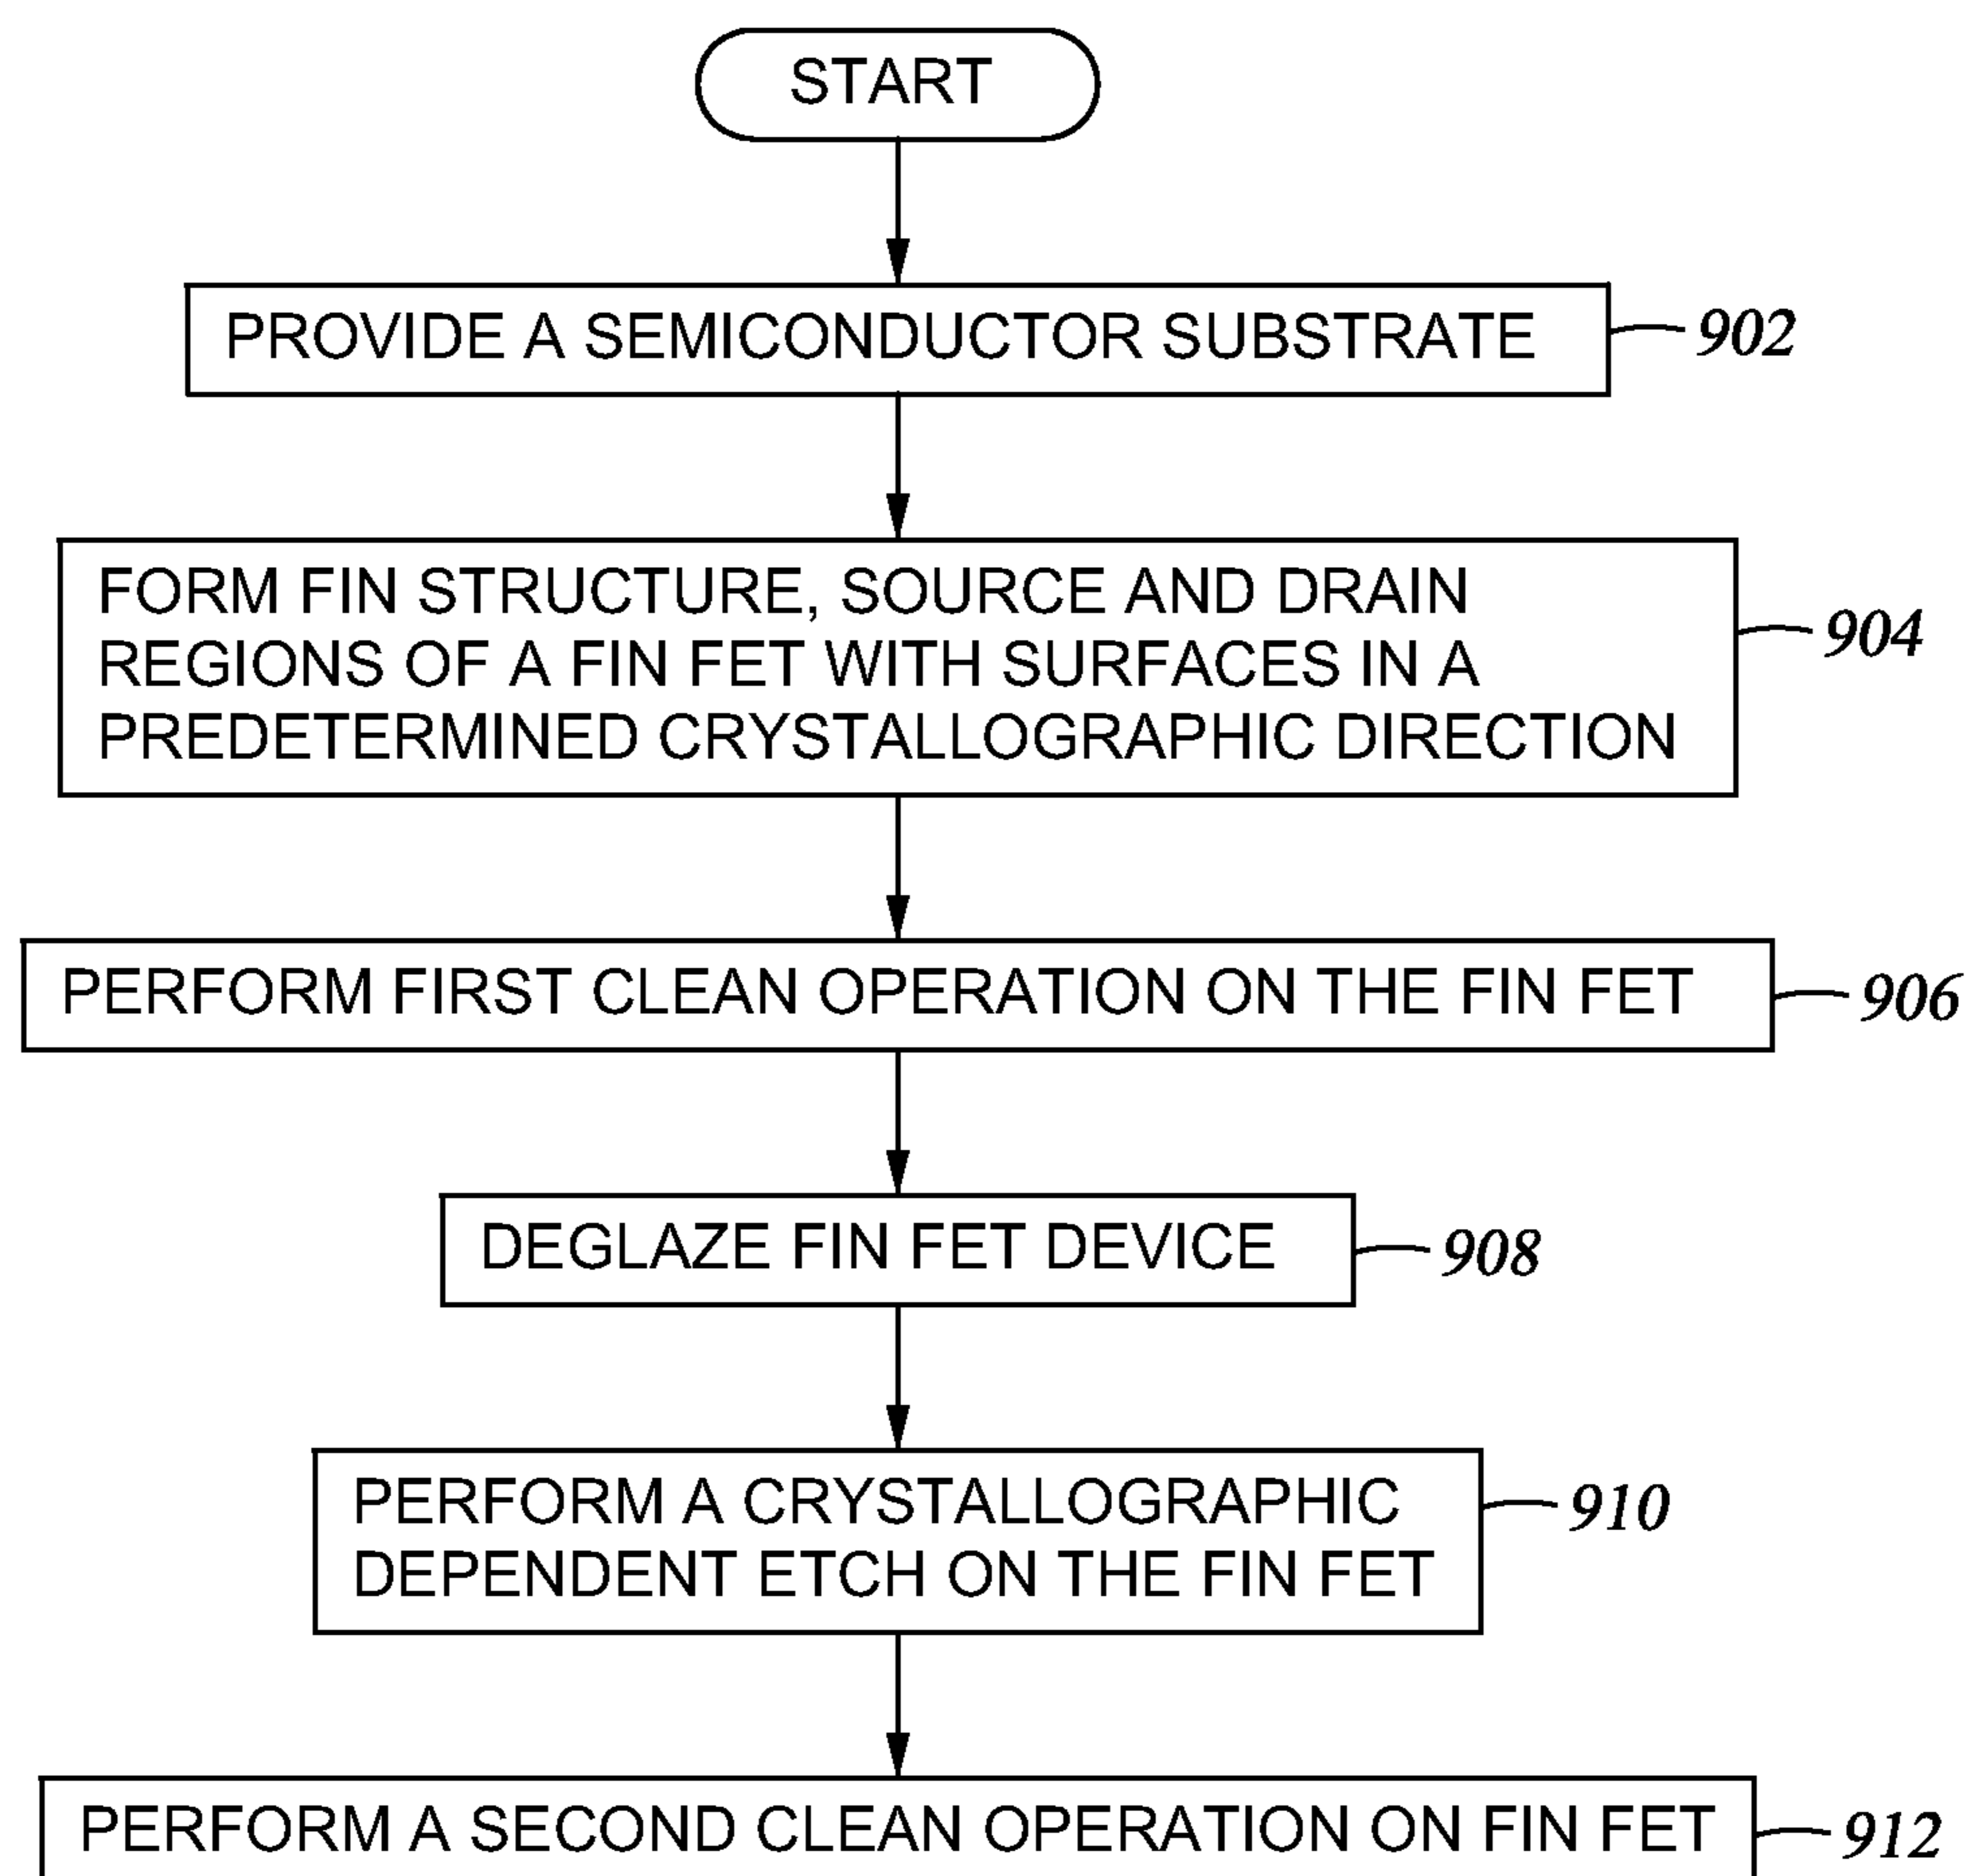 START
PROVIDE A SEMICONDUCTOR SUBSTRATE
902
FORM FIN STRUCTURE, SOURCE AND DRAIN
REGIONS OF A FIN FET WITH SURFACES IN A
PREDETERMINED CRYSTALLOGRAPHIC DIRECTION
904
PERFORM FIRST CLEAN OPERATION ON THE FIN FET
906
DEGLAZE FIN FET DEVICE
908
PERFORM A CRYSTALLOGRAPHIC
DEPENDENT ETCH ON THE FIN FET
910
PERFORM A SECOND CLEAN OPERATION ON FIN FET
912